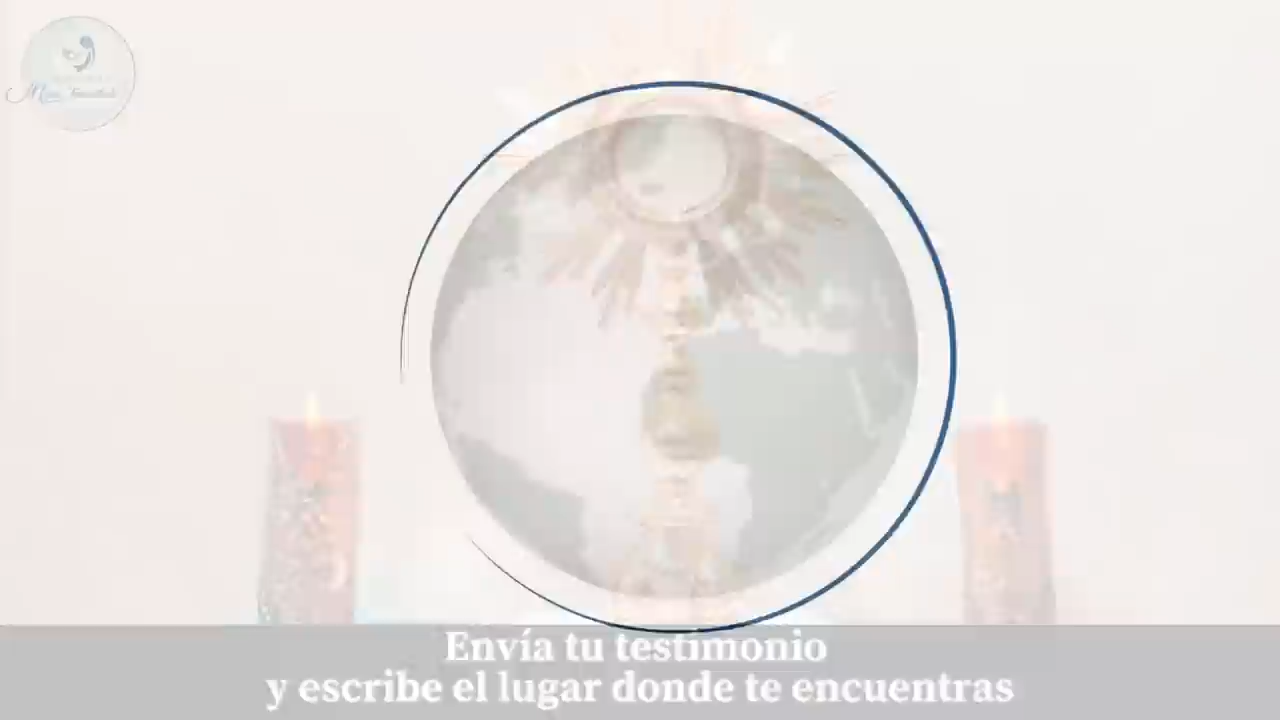 Envía tu testimonio
y escribe el lugar donde te encuentras